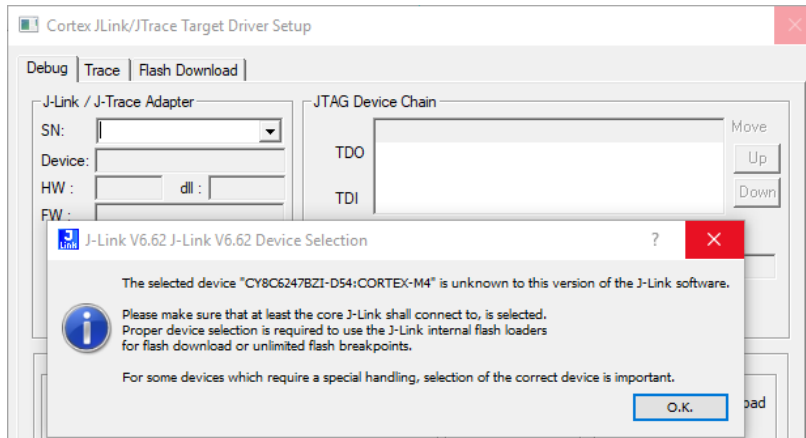 Cortex JLink/JTrace Target Driver Setup
Debug Trace Flash Download
J-Link / J-Trace Adapter
SN:
Device:
HW : dll :
FW :
JTAG Device Chain
TDO
TDI
Move
Up
Down
J-Link V6.62 J-Link V6.62 Device Selection
The selected device "CY8C6247BZI-D54:CORTEX-M4" is unknown to this version of the J-Link software.
Please make sure that at least the core J-Link shall connect to, is selected.
Proper device selection is required to use the J-Link internal flash loaders
for flash download or unlimited flash breakpoints.
For some devices which require a special handling, selection of the correct device is important.
O.K.
oad